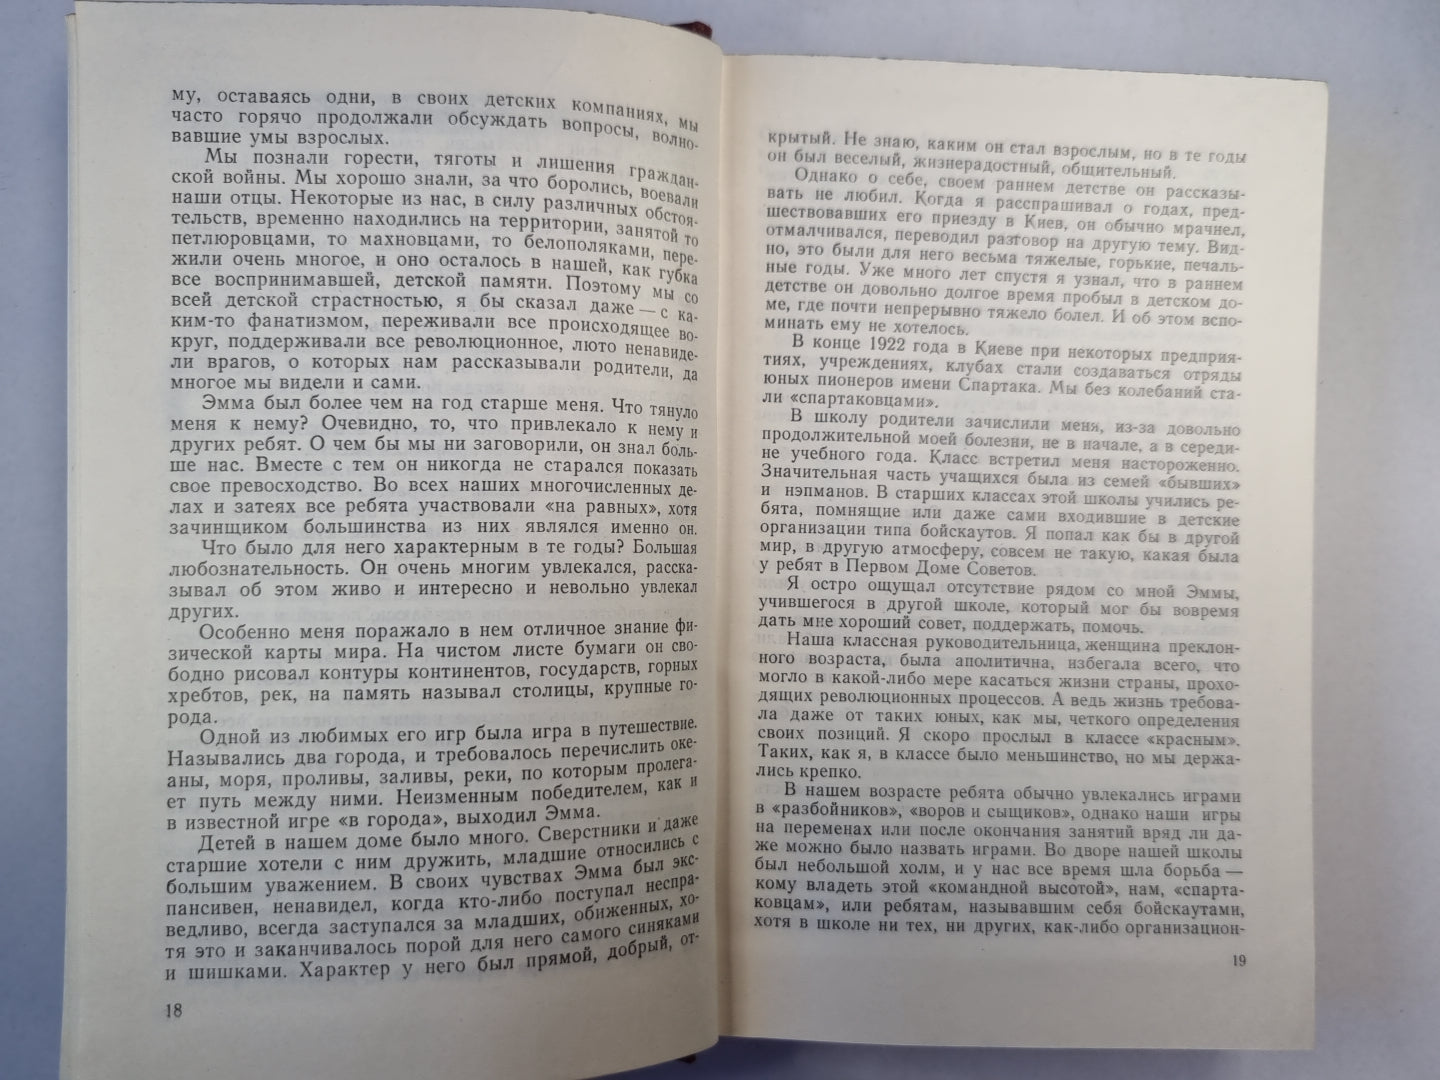 му, оставаясь одни, в своих детских компаниях, мы
часто горячо продолжали обсуждать вопросы, волно-
вавшие умы взрослых.
Мы познали горести, тяготы и лишения граждан-
ской войны. Мы хорошо знали, за что боролись, воевали
наши отцы. Некоторые из нас, в силу различных обстоя-
тельств, временно находились на территории, занятой то
петлюровцами, то махновцами, то белополяками, пере-
жили очень многое, и оно осталось в нашей, как губка
все воспринимавшей, детской памяти. Поэтому мы со
всей детской страстностью, я бы сказал даже — с ка-
ким-то фанатизмом, переживали все происходящее во-
круг, поддерживали все революционное, люто ненавиде-
ли врагов, о которых нам рассказывали родители, да
многое мы видели и сами.
Эмма был более чем на год старше меня. Что тянуло
меня к нему? Очевидно, то, что привлекало к нему и
других ребят. О чем бы мы ни заговорили, он знал боль-
ше нас. Вместе с тем он никогда не старался показать
свое превосходство. Во всех наших многочисленных де-
лах и затеях все ребята участвовали «на равных», хотя
зачинщиком большинства из них являлся именно он.
Что было для него характерным в те годы? Большая
любознательность. Он очень многим увлекался, расска-
зывал об этом живо и интересно и невольно увлекал
других.
Особенно меня поражало в нем отличное знание фи-
зической карты мира. На чистом листе бумаги он сво-
бодно рисовал контуры континентов, государств, горных
хребтов, рек, на память называл столицы, крупные го-
рода.
Одной из любимых его игр была игра в путешествие.
Назывались два города, и требовалось перечислить оке-
аны, моря, проливы, заливы, реки, по которым пролега-
ет путь между ними. Неизменным победителем, как и
в известной игре «в города», выходил Эмма.
Детей в нашем доме было много. Сверстники и даже
старшие хотели с ним дружить, младшие относились с
большим уважением. В своих чувствах Эмма был экс-
пансивен, ненавидел, когда кто-либо поступал неспра-
ведливо, всегда заступался за младших, обиженных, хо-
тя это и заканчивалось порой для него самого синяками
и шишками. Характер у него был прямой, добрый, от-
18
крытый. Не знаю, каким он стал взрослым, но в те годы
он был веселый, жизнерадостный, общительный.
Однако о себе, своем раннем детстве он рассказы-
вать не любил. Когда я расспрашивал о годах, пред-
шествовавших его приезду в Киев, он обычно мрачнел,
отмалчивался, переводил разговор на другую тему. Вид-
но, это были для него весьма тяжелые, горькие, печаль-
ные годы. Уже много лет спустя я узнал, что в раннем
детстве он довольно долгое время пробыл в детском до-
ме, где почти непрерывно тяжело болел. И об этом вспо-
минать ему не хотелось.
В конце 1922 года в Киеве при некоторых предприя-
тиях, учреждениях, клубах стали создаваться отряды
юных пионеров имени Спартака. Мы без колебаний ста-
ли «спартаковцами».
В школу родители зачислили меня, из-за довольно
продолжительной моей болезни, не в начале, а в середи-
не учебного года. Класс встретил меня настороженно.
Значительная часть учащихся была из семей «бывших»
и нэпманов. В старших классах этой школы учились ре-
бята, помнящие или даже сами входившие в детские
организации типа бойскаутов. Я попал как бы в другой
мир, в другую атмосферу, совсем не такую, какая была
у ребят в Первом Доме Советов.
Я остро ощущал отсутствие рядом со мной Эммы,
учившегося в другой школе, который мог бы вовремя
дать мне хороший совет, поддержать, помочь.
Наша классная руководительница, женщина преклон-
ного возраста, была аполитична, избегала всего, что
могло в какой-либо мере касаться жизни страны, прохо-
дящих революционных процессов. А ведь жизнь требова-
ла даже от таких юных, как мы, четкого определения
своих позиций. Я скоро прослыл в классе «красным».
Таких, как я, в классе было меньшинство, но мы держа-
лись крепко.
В нашем возрасте ребята обычно увлекались играми
в «разбойников», «воров и сыщиков», однако наши игры
на переменах или после окончания занятий вряд ли да-
же можно было назвать играми. Во дворе нашей школы
был небольшой холм, и у нас все время шла борьба —
кому владеть этой «командной высотой», нам, «спарта-
ковцам», или ребятам, называвшим себя бойскаутами,
хотя в школе ни тех, ни других, как-либо организацион-
19